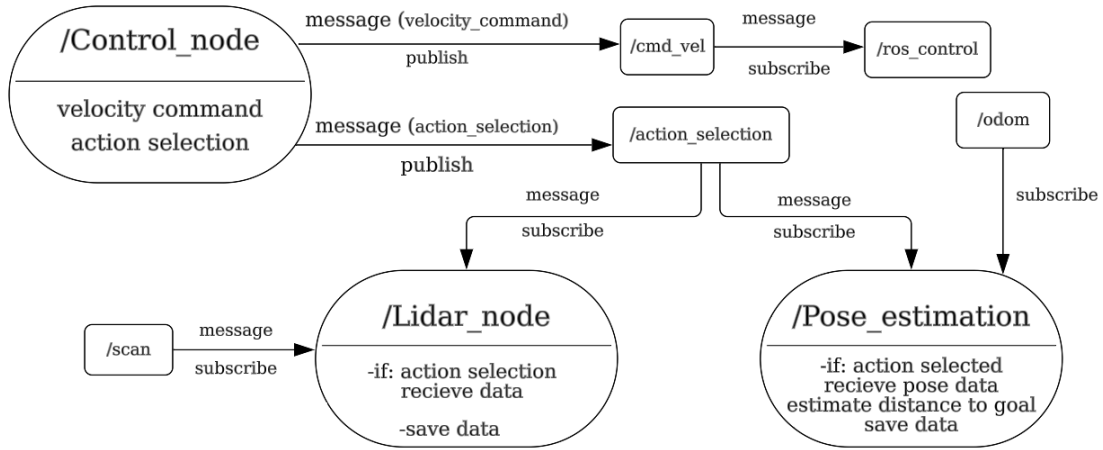 /Control_node
velocity command
action selection
message (velocity_command)
publish
/cmd_vel
message
subscribe
/ros_control
message (action_selection)
publish
/action_selection
/odom
subscribe
message
subscribe
message
subscribe
/scan
message
subscribe
/Lidar_node
-if: action selection
recieve data
-save data
/Pose_estimation
-if: action selected
recieve pose data
estimate distance to goal
save data